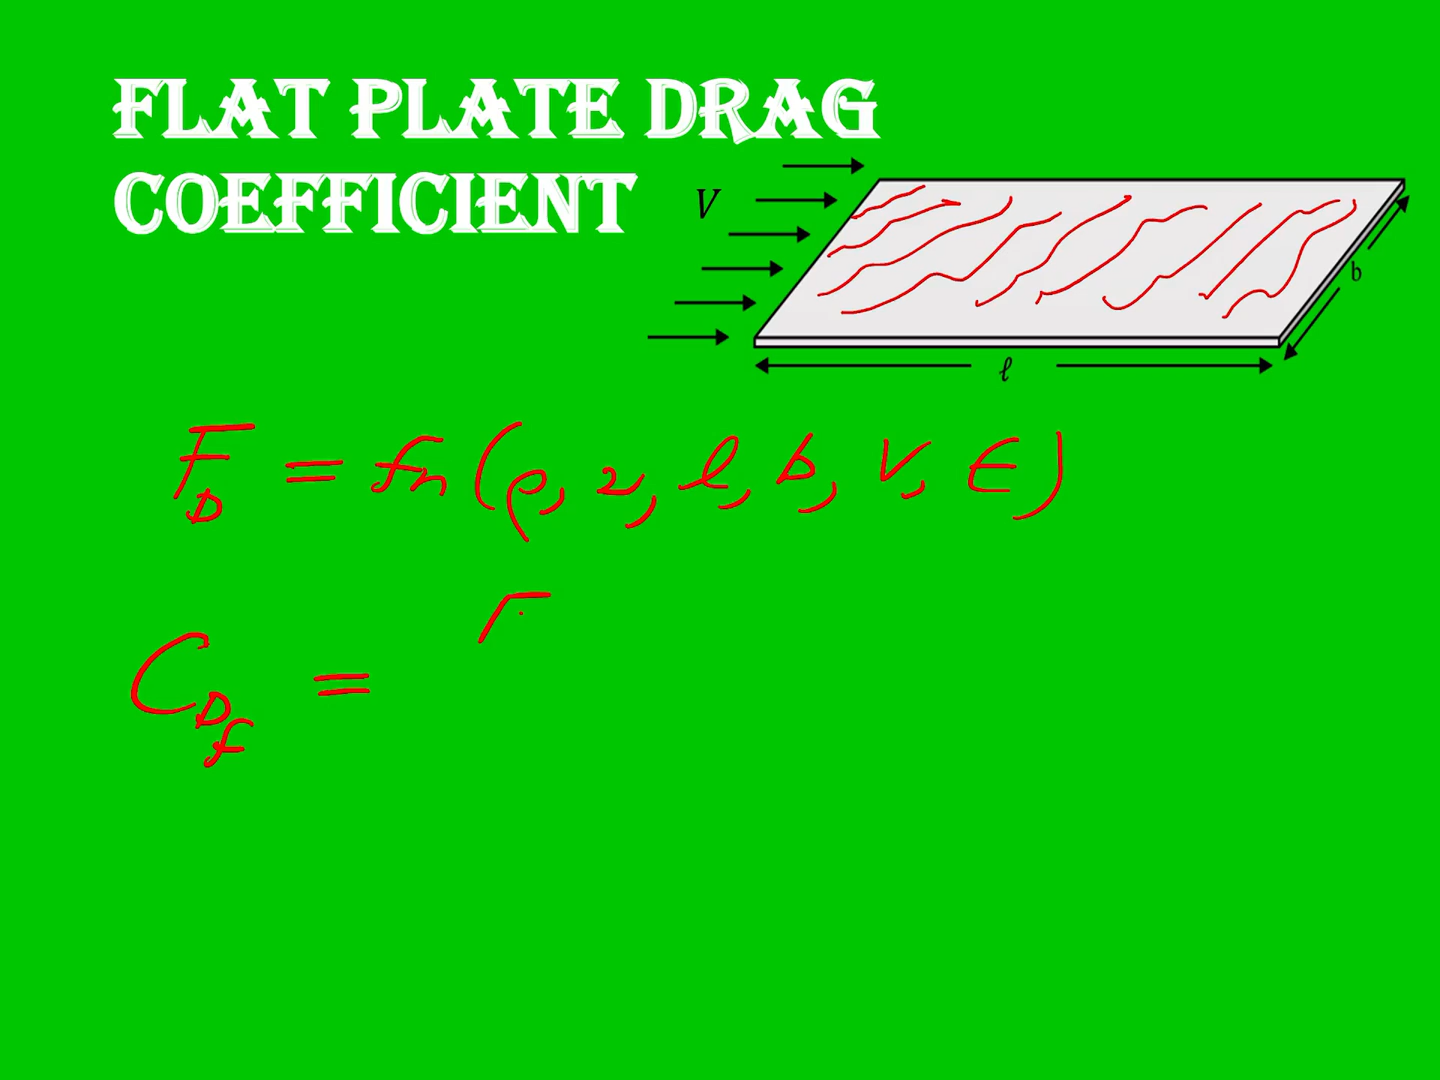 FLAT PLATE DRAG
COEFFICIENT
V
b
ℓ
F_D = fn(ρ, ν, l, b, V, ε)
C_Df =